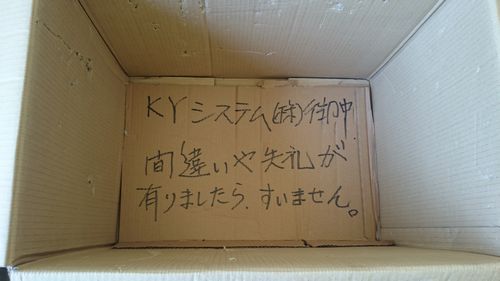 KYシステム(株)御中
間違いや失礼が
有りましたら、すいません。